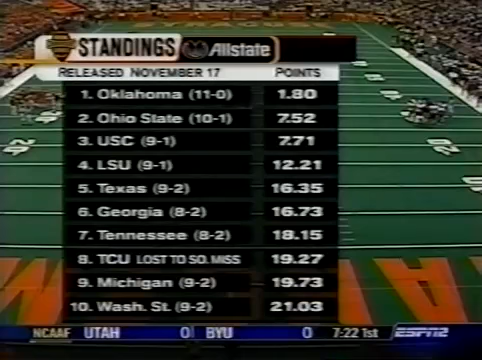 STANDINGS Allstate
RELEASED NOVEMBER 17 POINTS
1. Oklahoma (11-0) 1.80
2. Ohio State (10-1) 7.52
3. USC (9-1) 7.71
4. LSU (9-1) 12.21
5. Texas (9-2) 16.35
6. Georgia (8-2) 16.73
7. Tennessee (8-2) 18.15
8. TCU LOST TO SO. MISS 19.27
9. Michigan (9-2) 19.73
10. Wash. St. (9-2) 21.03
NCAAF UTAH 0 BYU 0 7:22 1st ESPN2